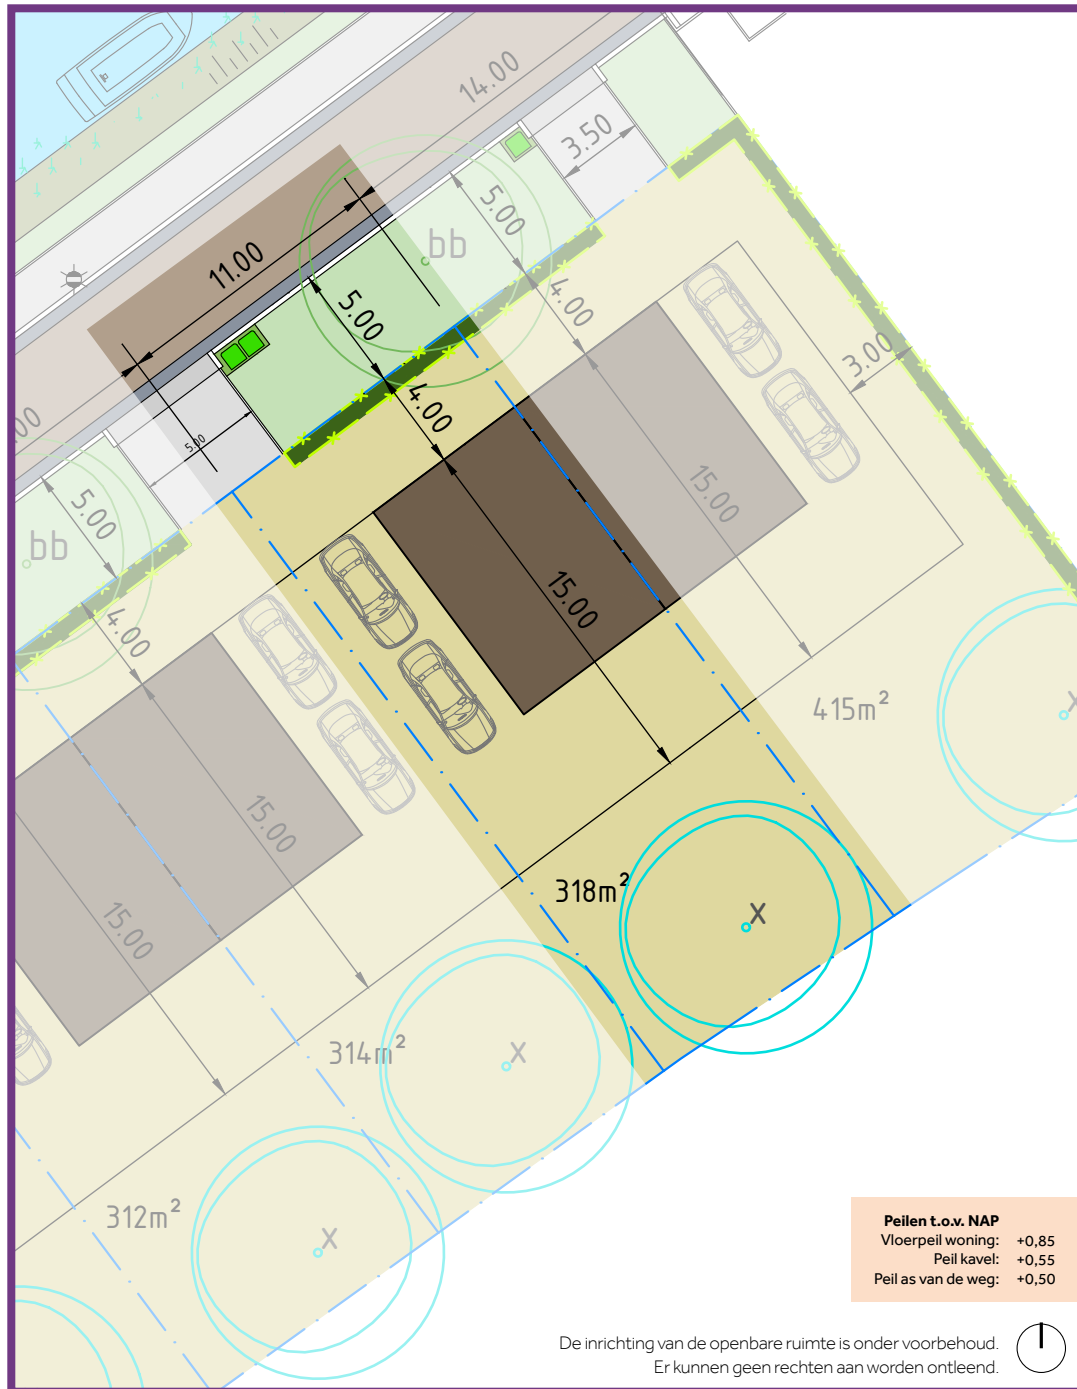 14.00
3.50
5.00
bb
11.00
5.00
4.00
3.00
4.00
.00
5.00
5.00
bb
15.00
15.00
4.00
415m²
x
15.00
318m²
x
15.00
314m²
x
312m²
x
Peilen t.o.v. NAP
Vloerpeil woning: +0,85
Peil kavel: +0,55
Peil as van de weg: +0,50
De inrichting van de openbare ruimte is onder voorbehoud.
Er kunnen geen rechten aan worden ontleend.